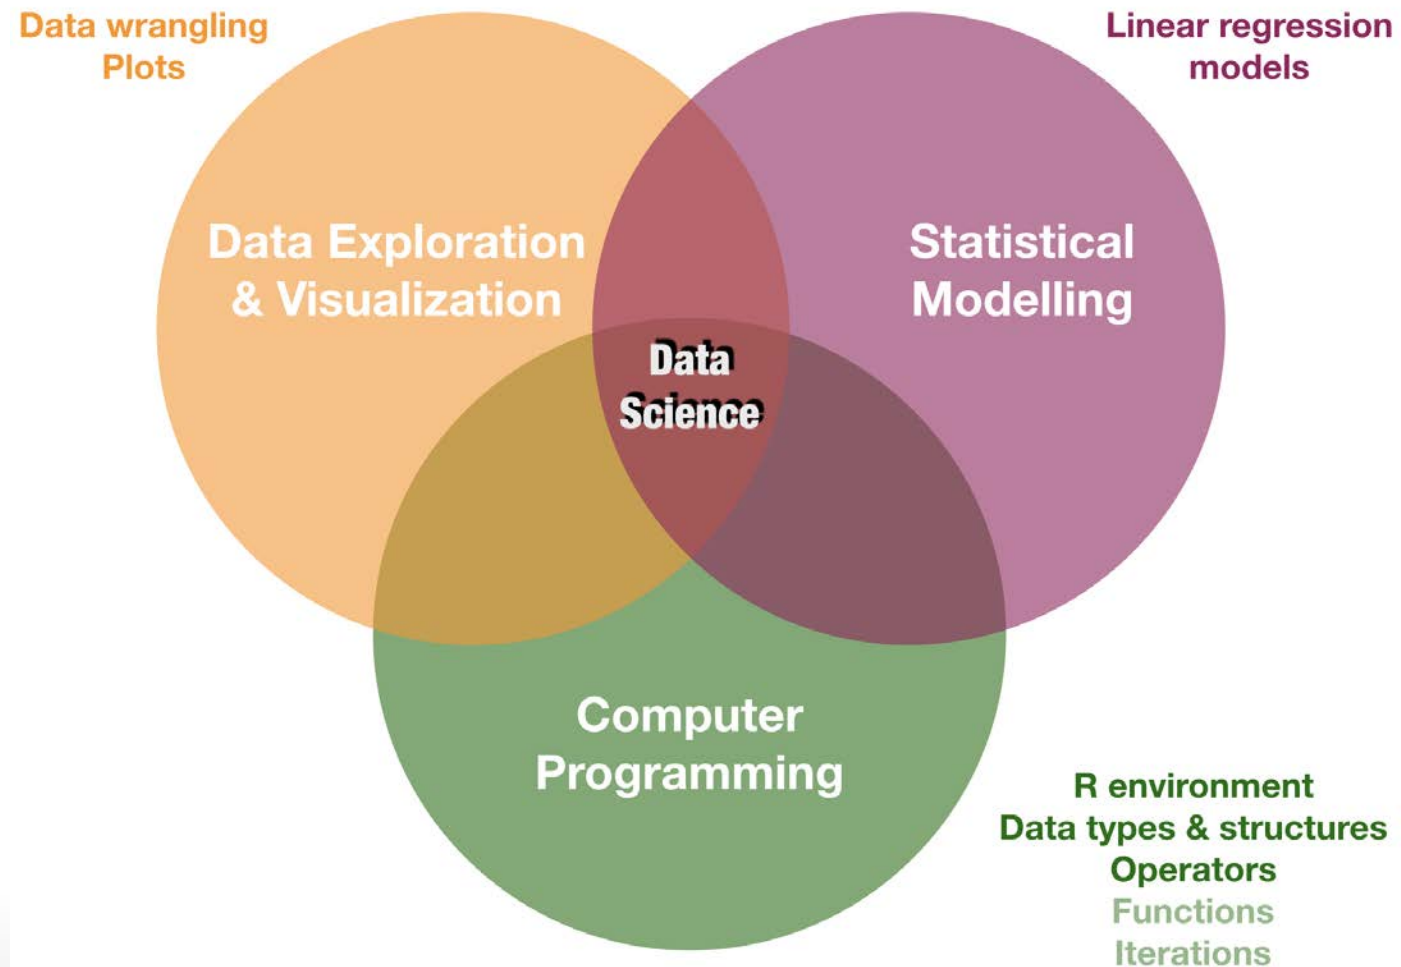 Data wrangling
Plots
Linear regression
models
Data Exploration
& Visualization
Statistical
Modelling
Data
Science
Computer
Programming
R environment
Data types & structures
Operators
Functions
Iterations